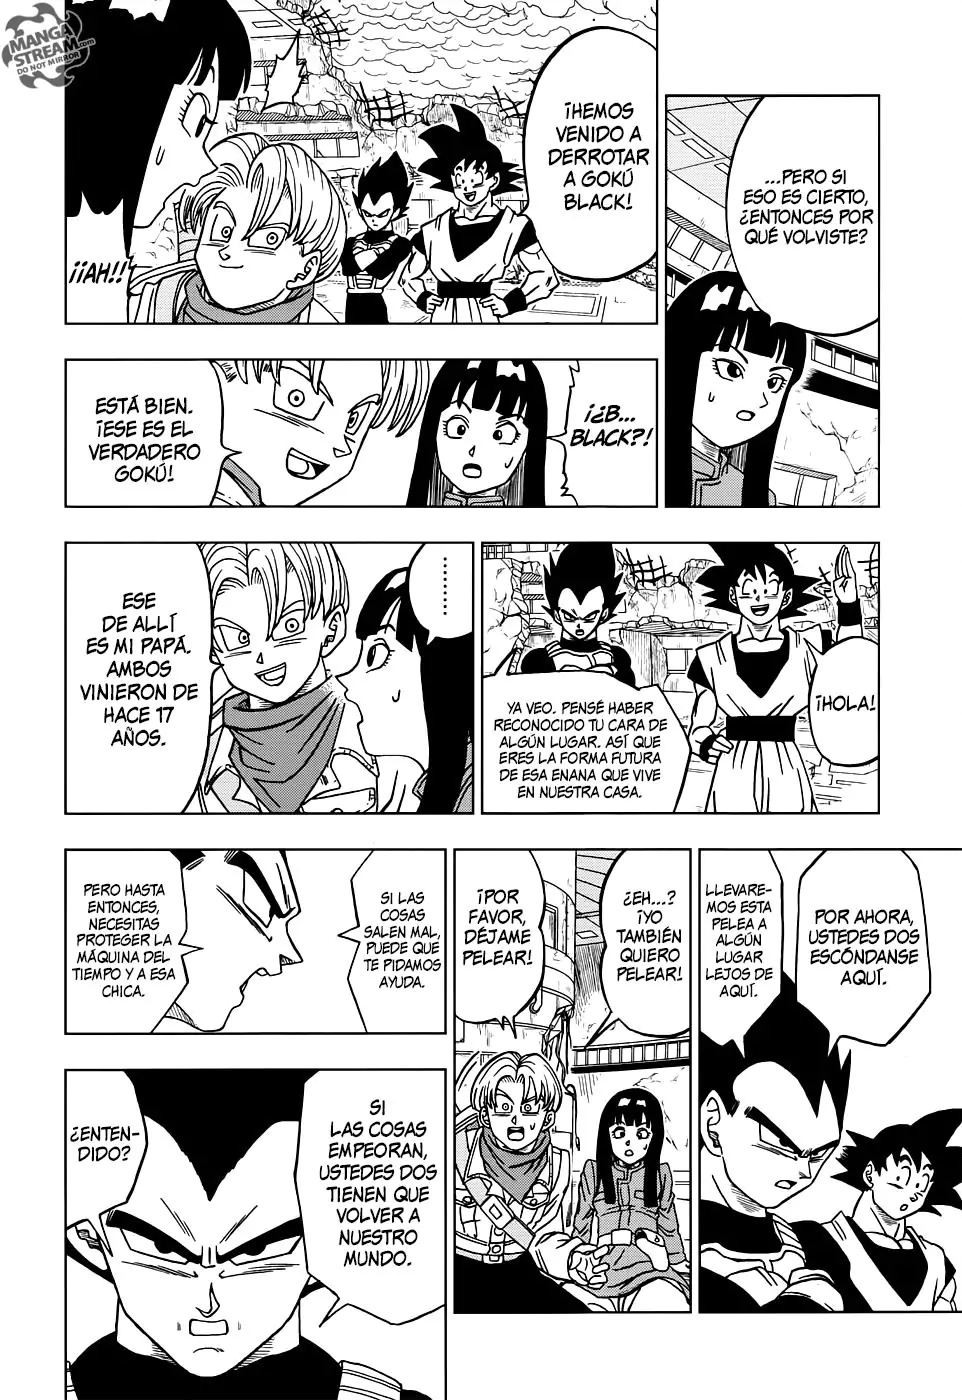 MANGA
STREAM.com
DO NOT MIRROR
...PERO SI
ESO ES CIERTO,
¿ENTONCES POR
QUÉ VOLVISTE?
¡HEMOS
VENIDO A
DERROTAR
A GOKÚ
BLACK!
¡¡AH!!
¡¿B...
BLACK?!
ESTÁ BIEN.
¡ESE ES EL
VERDADERO
GOKÚ!
¡HOLA!
YA VEO. PENSÉ HABER
RECONOCIDO TU CARA DE
ALGÚN LUGAR. ASÍ QUE
ERES LA FORMA FUTURA
DE ESA ENANA QUE VIVE
EN NUESTRA CASA.
.........
ESE
DE ALLÍ
ES MI PAPÁ.
AMBOS
VINIERON DE
HACE 17
AÑOS.
POR AHORA,
USTEDES DOS
ESCÓNDANSE
AQUÍ.
LLEVARE-
MOS ESTA
PELEA A
ALGÚN
LUGAR
LEJOS DE
AQUÍ.
¿EH...?
¡YO
TAMBIÉN
QUIERO
PELEAR!
¡POR
FAVOR,
DÉJAME
PELEAR!
SI LAS
COSAS
SALEN MAL,
PUEDE QUE
TE PIDAMOS
AYUDA.
PERO HASTA
ENTONCES,
NECESITAS
PROTEGER LA
MÁQUINA DEL
TIEMPO Y A ESA
CHICA.
SI
LAS COSAS
EMPEORAN,
USTEDES DOS
TIENEN QUE
VOLVER A
NUESTRO
MUNDO.
¿ENTEN-
DIDO?